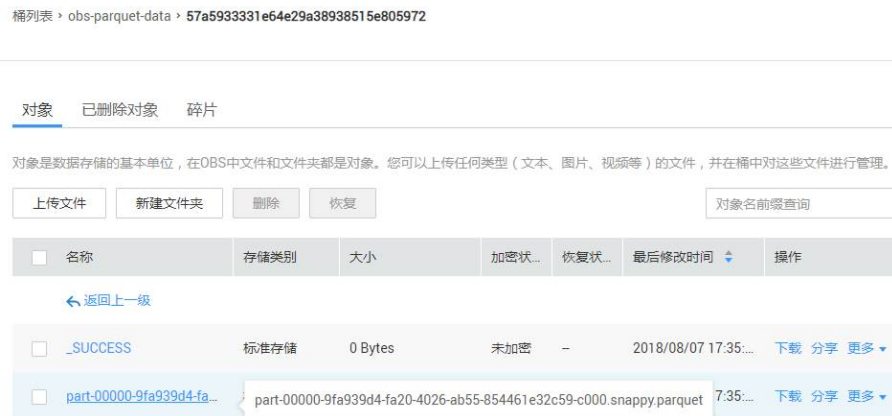 桶列表 › obs-parquet-data › 57a5933331e64e29a38938515e805972
对象 已删除对象 碎片
对象是数据存储的基本单位，在OBS中文件和文件夹都是对象。您可以上传任何类型（文本、图片、视频等）的文件，并在桶中对这些文件进行管理。
上传文件 新建文件夹 删除 恢复 对象名前缀查询
名称 存储类别 大小 加密状... 恢复状... 最后修改时间 操作
返回上一级
_SUCCESS 标准存储 0 Bytes 未加密 -- 2018/08/07 17:35:... 下载 分享 更多
part-00000-9fa939d4-fa... part-00000-9fa939d4-fa20-4026-ab55-854461e32c59-c000.snappy.parquet 7:35:... 下载 分享 更多